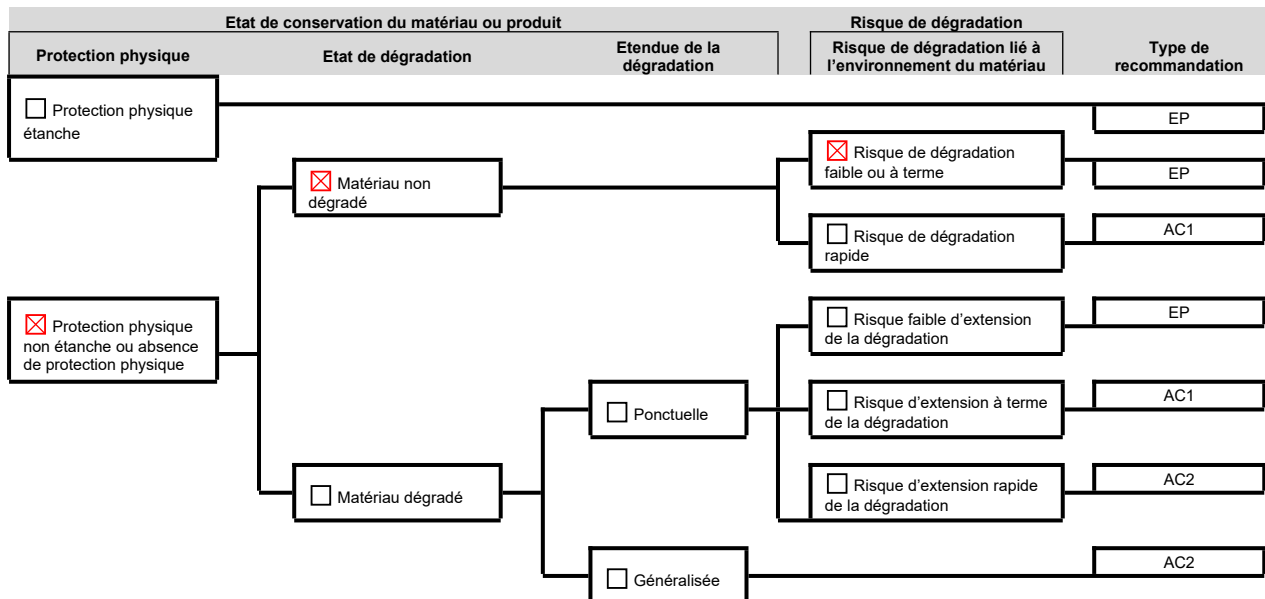 Etat de conservation du matériau ou produit
Risque de dégradation
Protection physique
Etat de dégradation
Etendue de la
dégradation
Risque de dégradation lié à
l'environnement du matériau
Type de
recommandation
Protection physique
étanche
EP
Matériau non
dégradé
Risque de dégradation
faible ou à terme
EP
Risque de dégradation
rapide
AC1
Protection physique
non étanche ou absence
de protection physique
Risque faible d'extension
de la dégradation
EP
Ponctuelle
Risque d'extension à terme
de la dégradation
AC1
Matériau dégradé
Risque d'extension rapide
de la dégradation
AC2
Généralisée
AC2